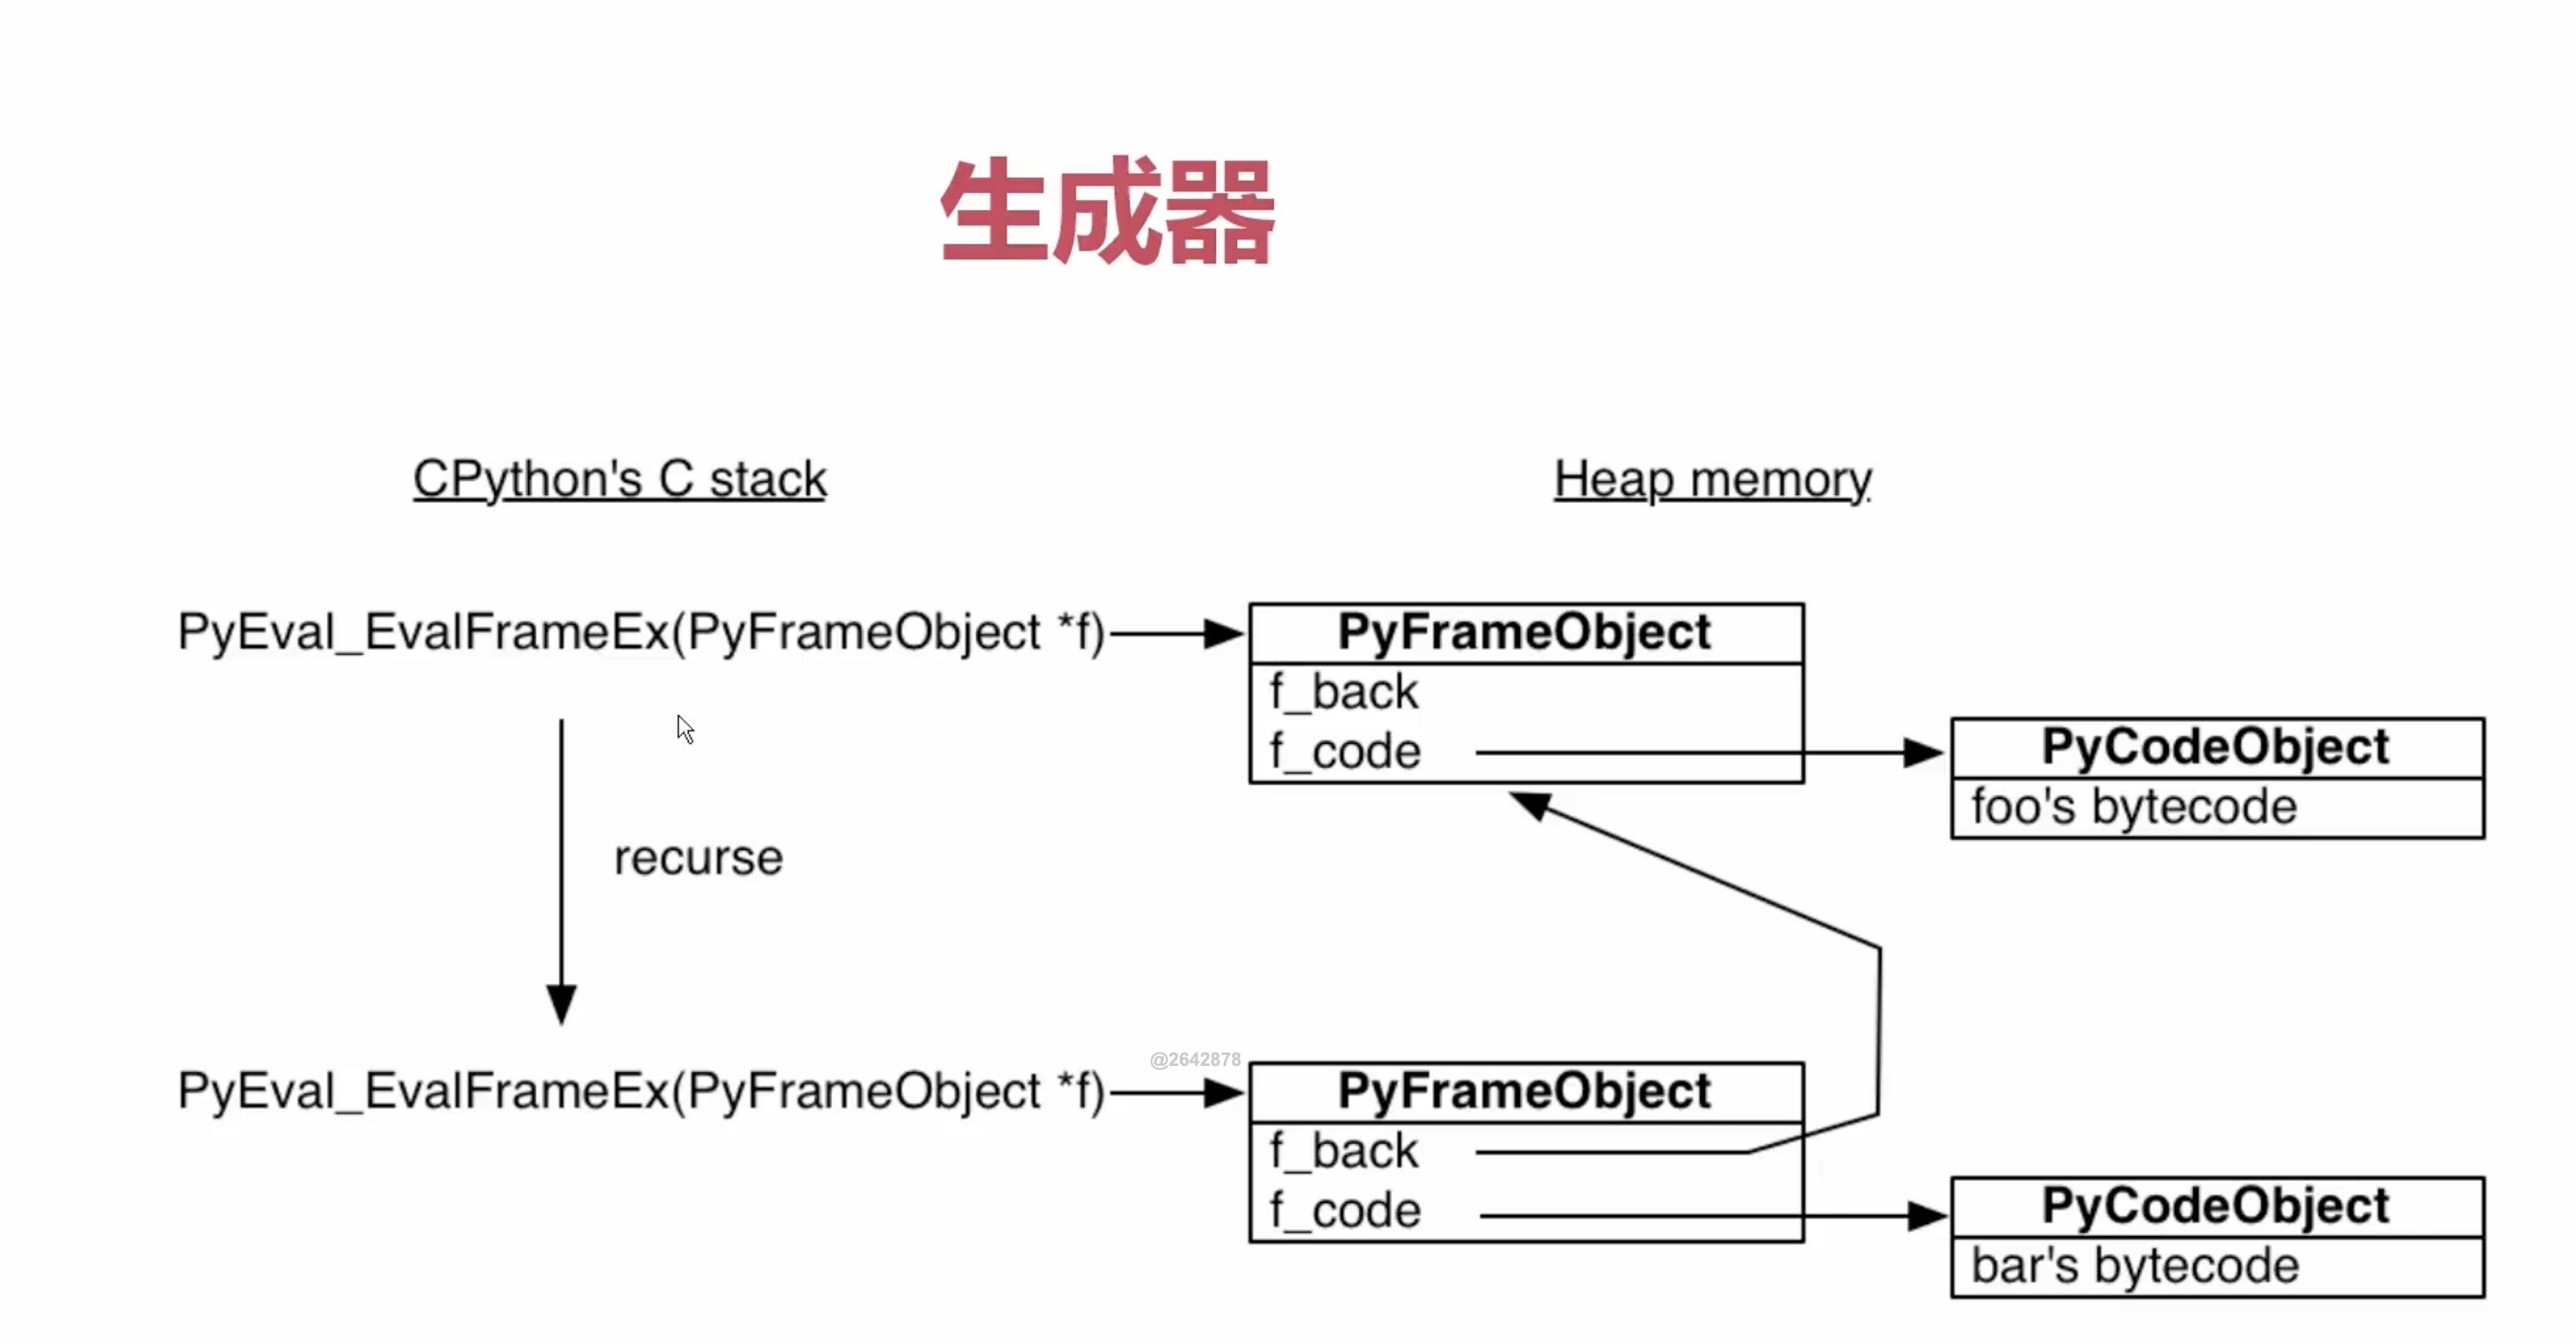 生成器
CPython's C stack
Heap memory
PyEval_EvalFrameEx(PyFrameObject *f)
PyFrameObject
f_back
f_code
PyCodeObject
foo's bytecode
recurse
@2642878
PyEval_EvalFrameEx(PyFrameObject *f)
PyFrameObject
f_back
f_code
PyCodeObject
bar's bytecode